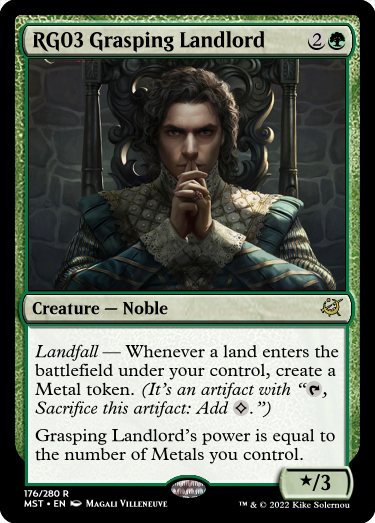 RG03 Grasping Landlord 2
Creature — Noble
Landfall — Whenever a land enters the
battlefield under your control, create a
Metal token. (It's an artifact with “, 
Sacrifice this artifact: Add .”)
Grasping Landlord's power is equal to
the number of Metals you control.
★/3
176/280 R
MST • EN Magali Villeneuve
™ & © 2022 Kike Solernou